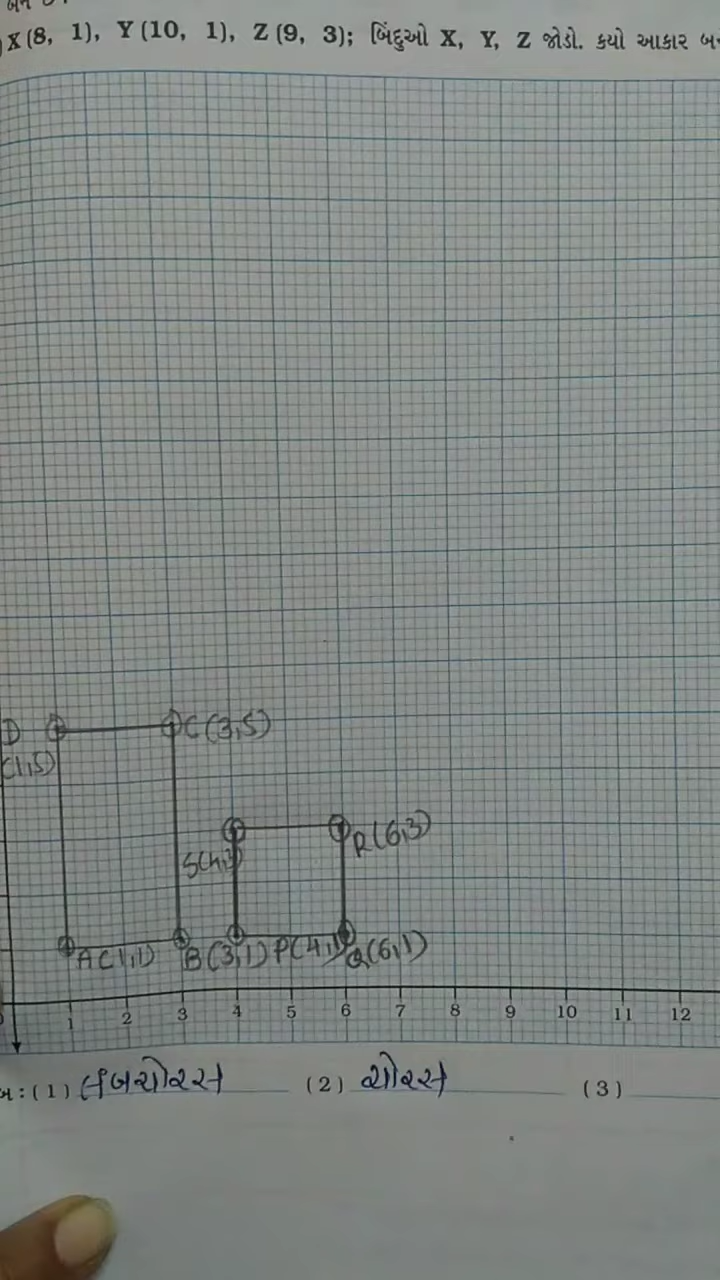 X (8, 1), Y (10, 1), Z (9, 3); બિંદુઓ X, Y, Z જોડો. કયો આકાર
D C(3,5)
(1,5)
R(6,3)
A(1,1) B(3,1) P(4,1) Q(6,1)
1 2 3 4 5 6 7 8 9 10 11 12
(1) લંબચોરસ (2) ચોરસ (3)